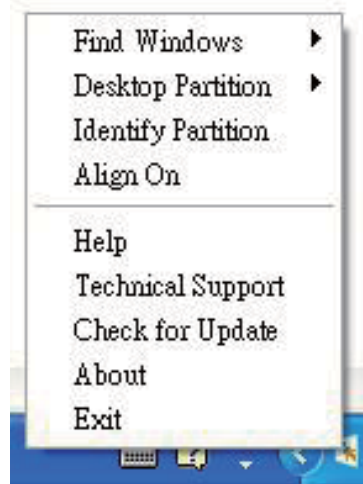 Find Windows
Desktop Partition
Identify Partition
Align On
Help
Technical Support
Check for Update
About
Exit